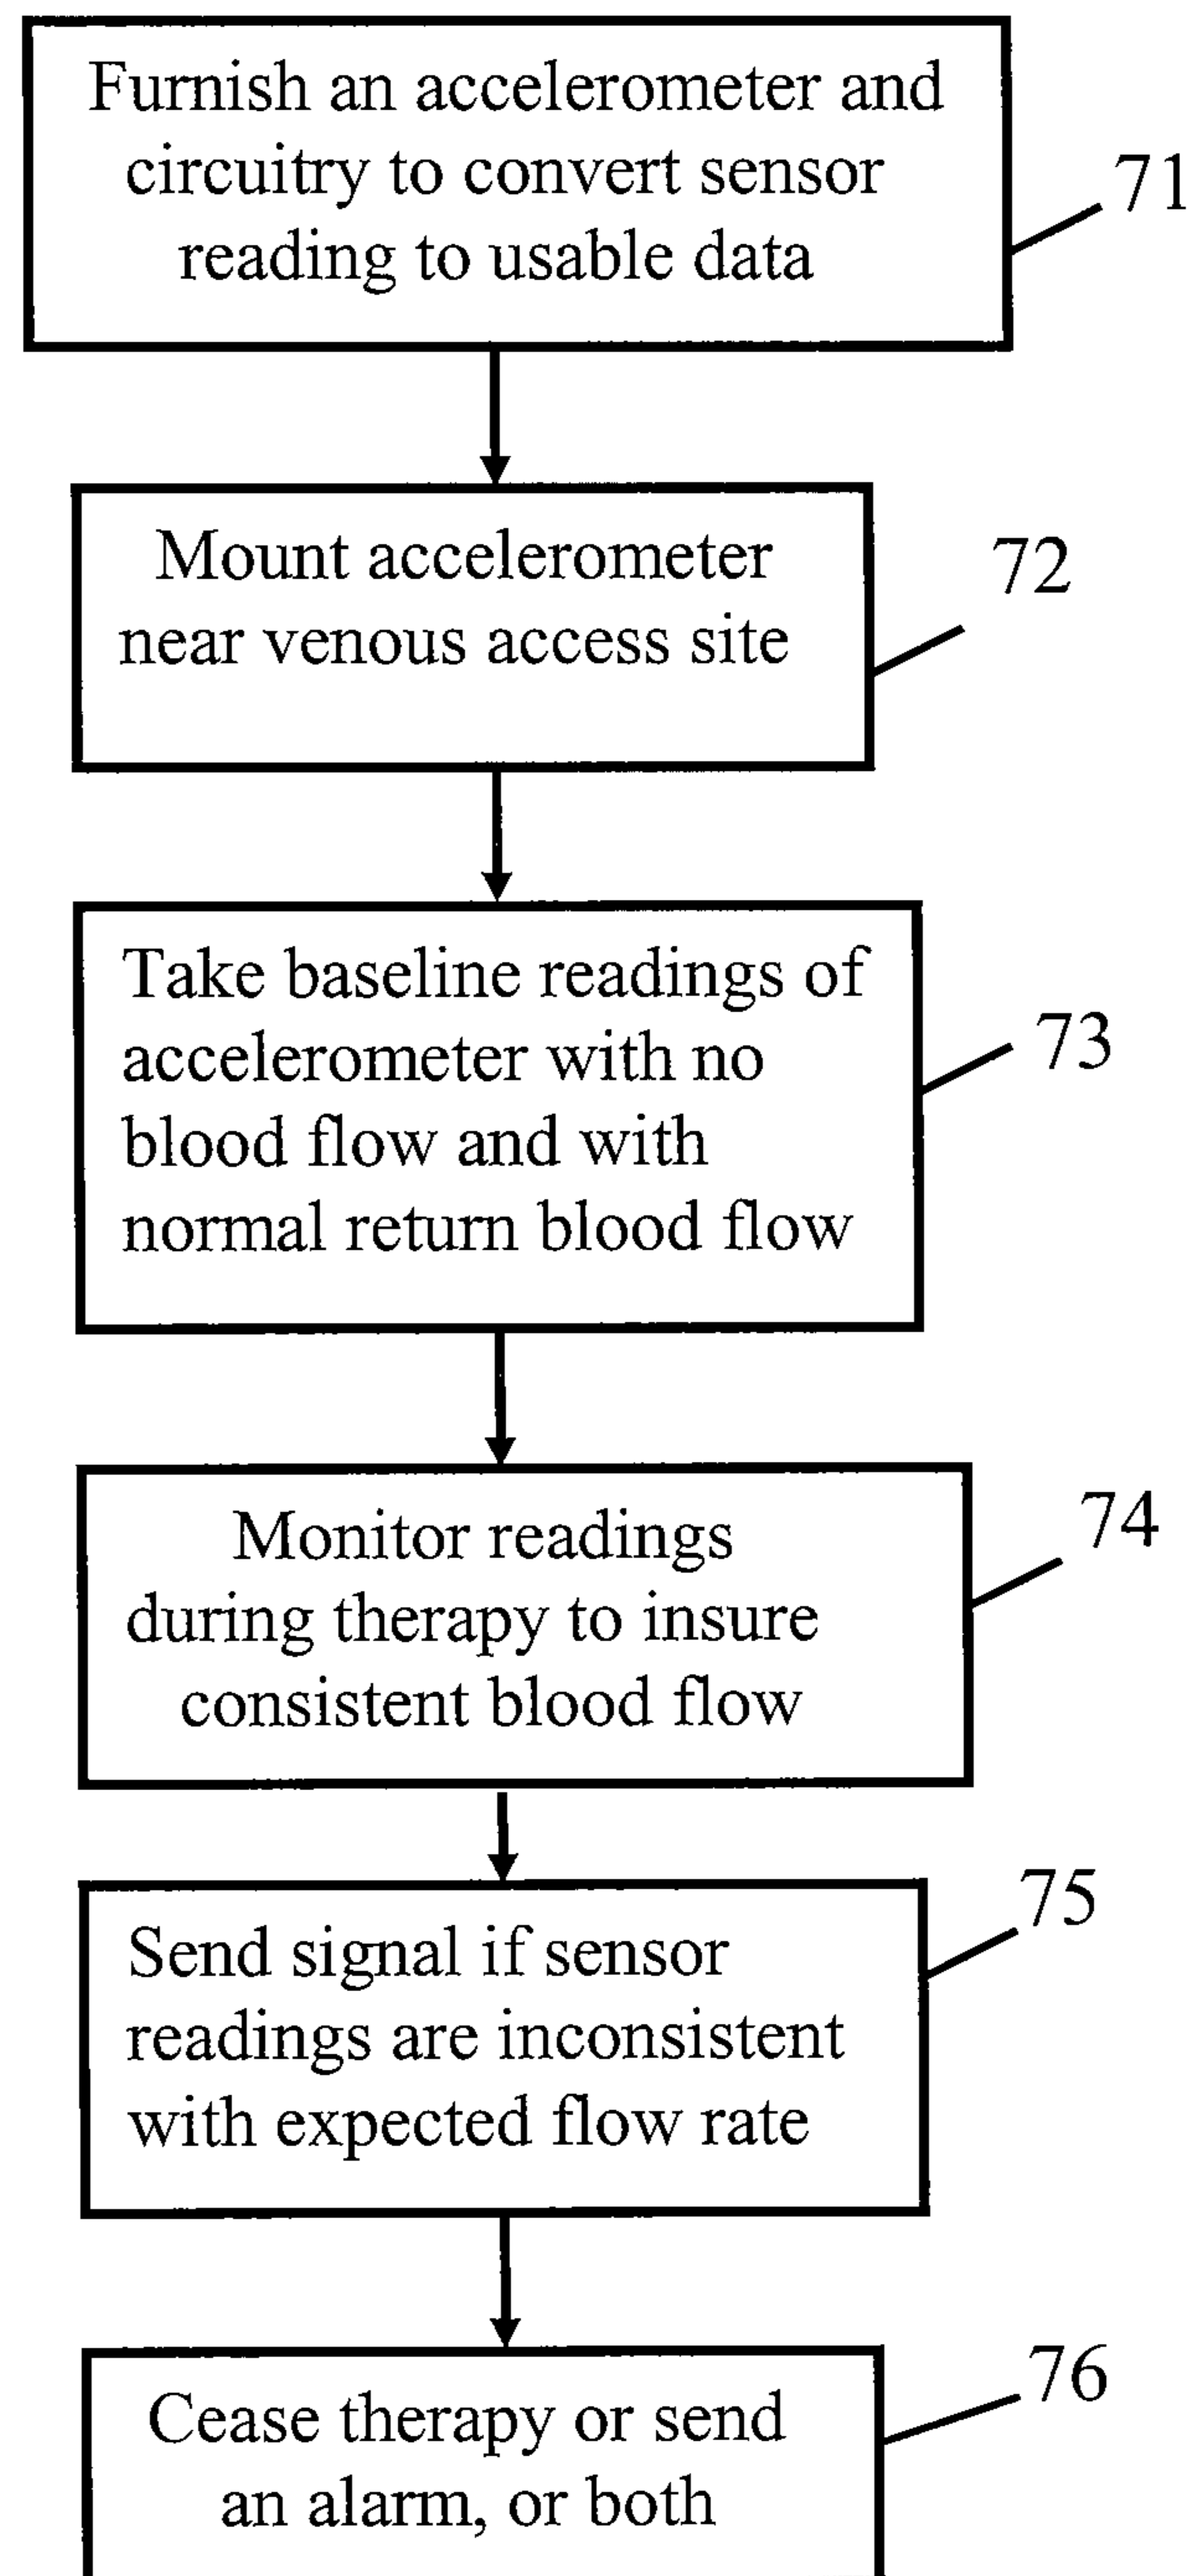 Furnish an accelerometer and
circuitry to convert sensor
reading to usable data
71
Mount accelerometer
near venous access site
72
Take baseline readings of
accelerometer with no
blood flow and with
normal return blood flow
73
Monitor readings
during therapy to insure
consistent blood flow
74
Send signal if sensor
readings are inconsistent
with expected flow rate
75
Cease therapy or send
an alarm, or both
76